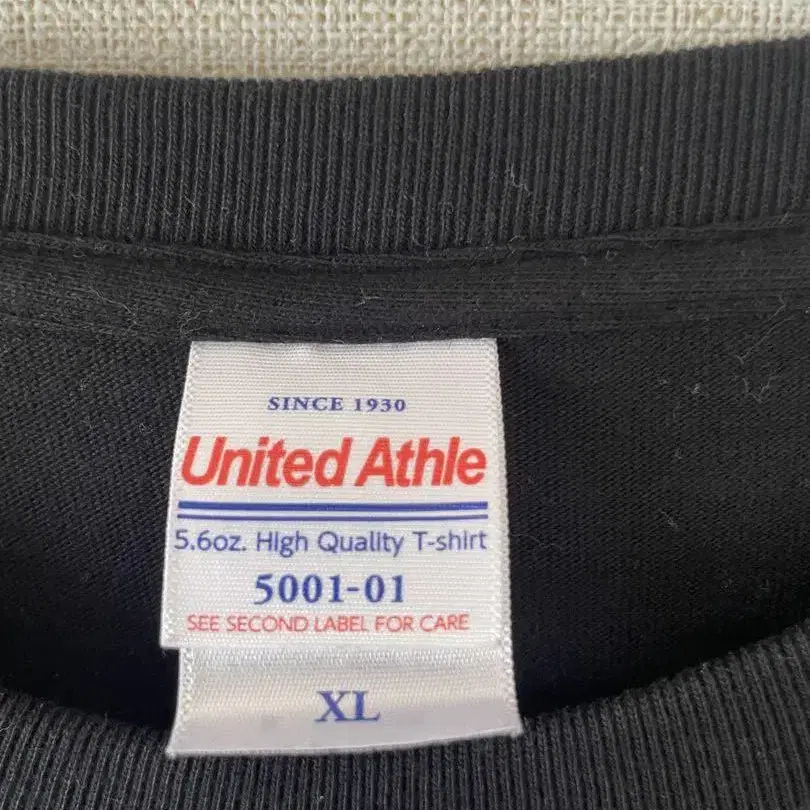 SINCE 1930
United Athle
5.6oz. High Quality T-shirt
5001-01
SEE SECOND LABEL FOR CARE
XL